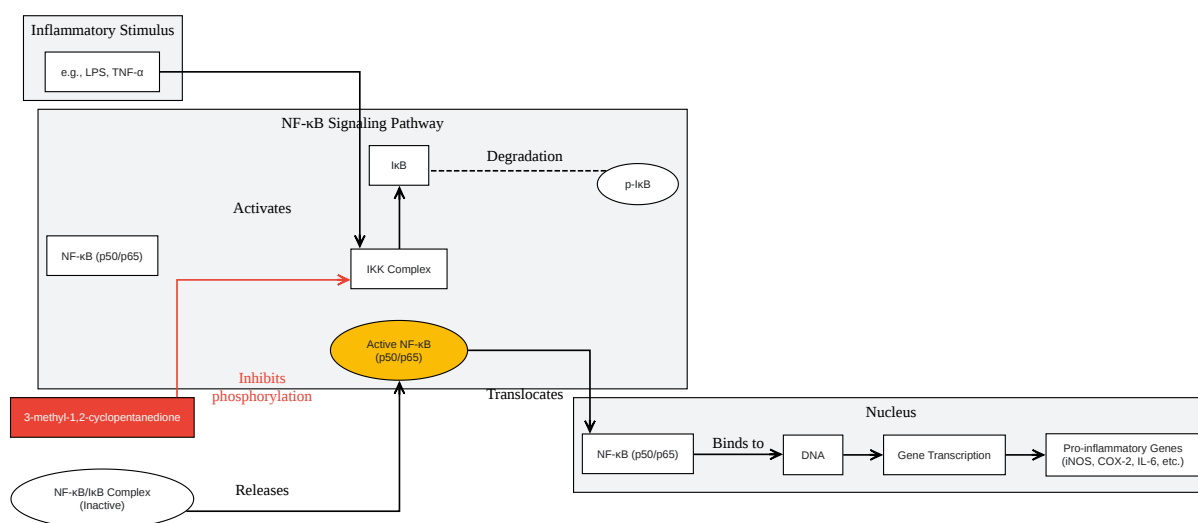 Inflammatory Stimulus
e.g., LPS, TNF-α
NF-κB Signaling Pathway
IκB
Degradation
p-IκB
Activates
NF-κB (p50/p65)
IKK Complex
Active NF-κB
(p50/p65)
Inhibits
phosphorylation
Translocates
3-methyl-1,2-cyclopentanedione
Nucleus
NF-κB (p50/p65)
Binds to
DNA
Gene Transcription
Pro-inflammatory Genes
(iNOS, COX-2, IL-6, etc.)
NF-κB/IκB Complex
(Inactive)
Releases